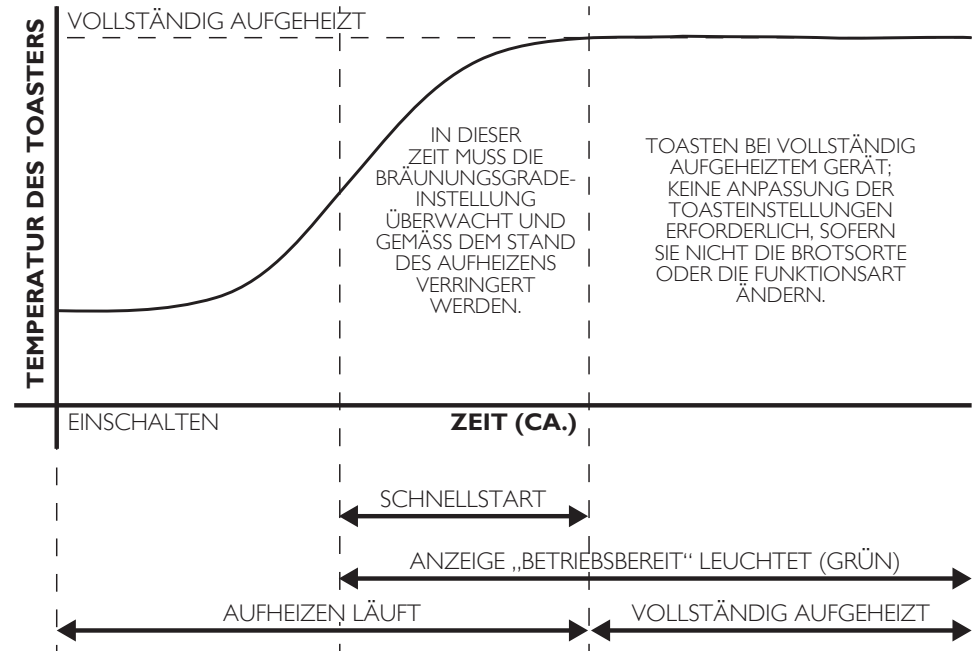 VOLLSTÄNDIG AUFGEHEIZT
TEMPERATUR DES TOASTERS
IN DIESER
ZEIT MUSS DIE
BRÄUNUNGSGRADE-
INSTELLUNG
ÜBERWACHT UND
GEMÄSS DEM STAND
DES AUFHEIZENS
VERRINGERT
WERDEN.
TOASTEN BEI VOLLSTÄNDIG
AUFGEHEIZTEM GERÄT;
KEINE ANPASSUNG DER
TOASTEINSTELLUNGEN
ERFORDERLICH, SOFERN
SIE NICHT DIE BROTSORTE
ODER DIE FUNKTIONSART
ÄNDERN.
EINSCHALTEN
ZEIT (CA.)
SCHNELLSTART
ANZEIGE „BETRIEBSBEREIT“ LEUCHTET (GRÜN)
AUFHEIZEN LÄUFT
VOLLSTÄNDIG AUFGEHEIZT